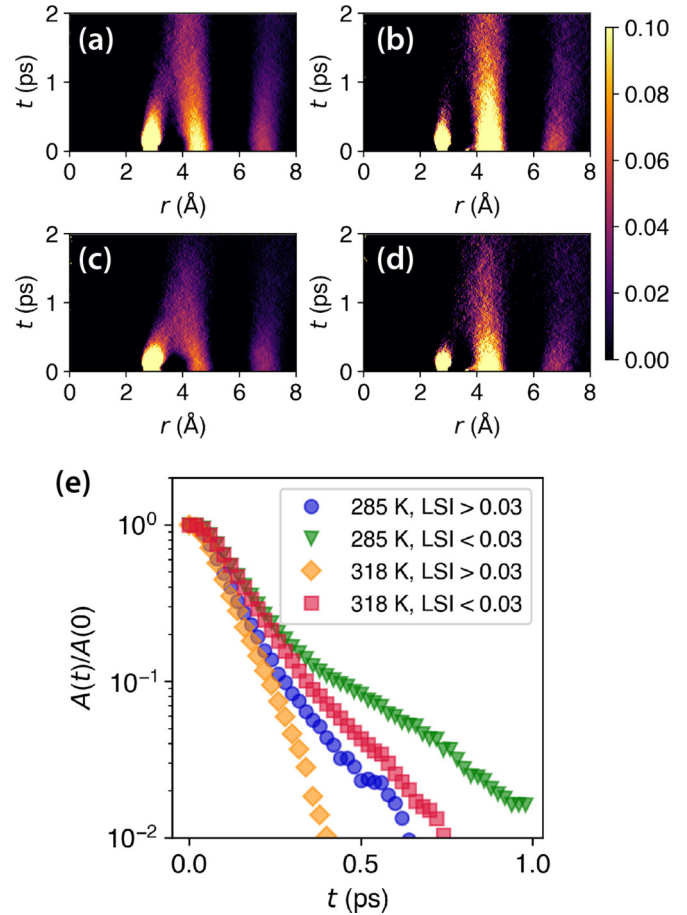 (a) (b)
2 0.10
t (ps) 1 t (ps) 0.08
0 0
0 2 4 6 8 0 2 4 6 8 0.06
r (Å) r (Å)
2 (c) 2 (d) 0.04
t (ps) 1 t (ps) 1 0.02
0 0 0.00
0 2 4 6 8 0 2 4 6 8
r (Å) r (Å)
(e)
285 K, LSI > 0.03
10⁰ 285 K, LSI < 0.03
318 K, LSI > 0.03
318 K, LSI < 0.03
A(t)/A(0) 10⁻¹
10⁻²
0.0 0.5 1.0
t (ps)